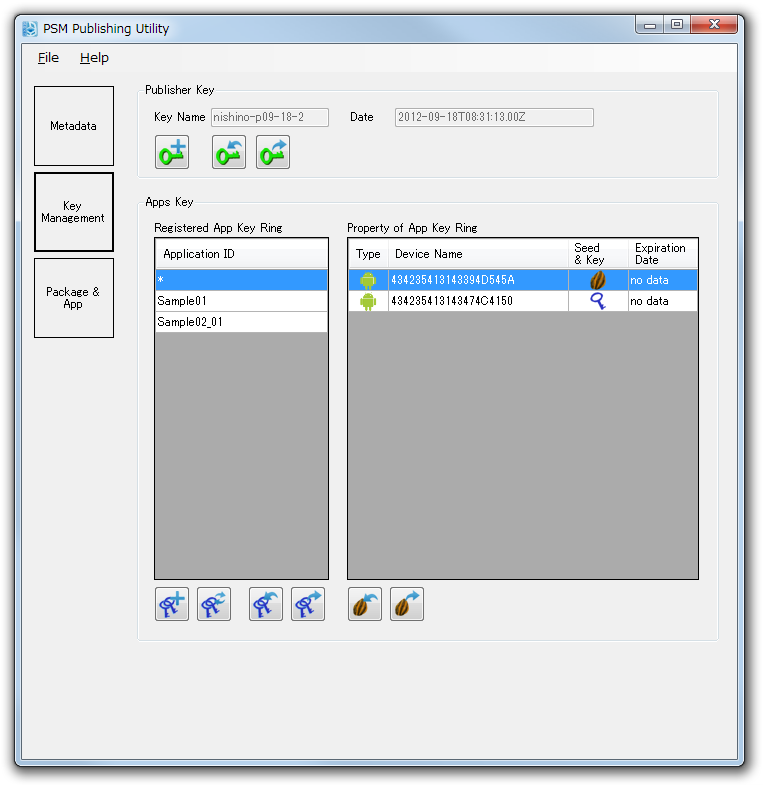 PSM Publishing Utility
File Help
Metadata
Key
Management
Package &
App
Publisher Key
Key Name nishino-p09-18-2 Date 2012-09-18T08:31:13.00Z
Apps Key
Registered App Key Ring
Application ID
*
Sample01
Sample02_01
Property of App Key Ring
Type Device Name Seed
& Key Expiration
Date
434235413143394D545A no data
434235413143474C4150 no data